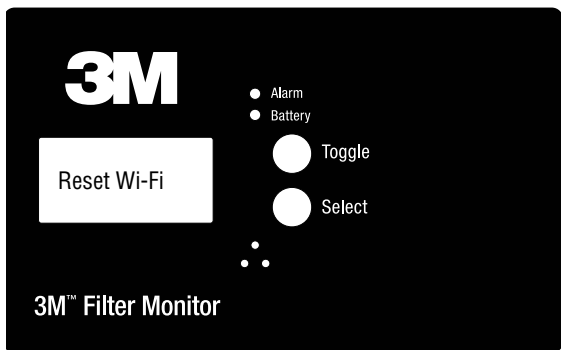 3M
Alarm
Battery
Toggle
Reset Wi-Fi
Select
3M™ Filter Monitor